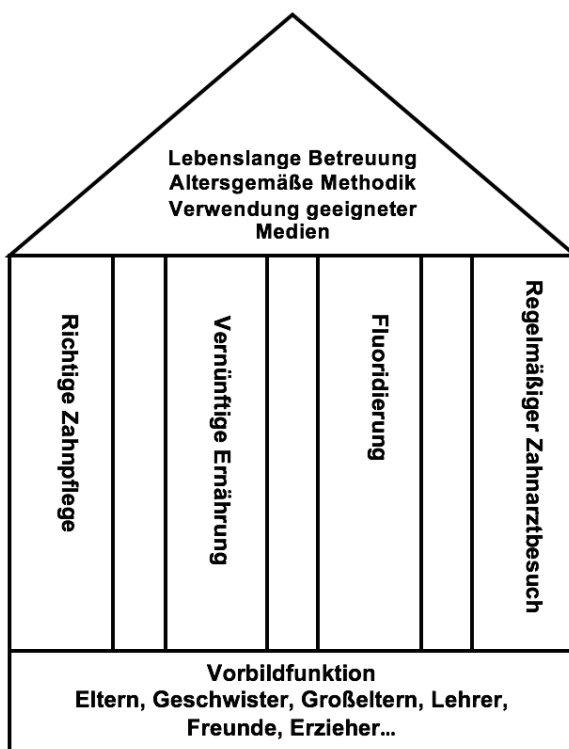 Lebenslange Betreuung
Altersgemäße Methodik
Verwendung geeigneter
Medien
Richtige Zahnpflege
Vernünftige Ernährung
Fluoridierung
Regelmäßiger Zahnarztbesuch
Vorbildfunktion
Eltern, Geschwister, Großeltern, Lehrer,
Freunde, Erzieher...